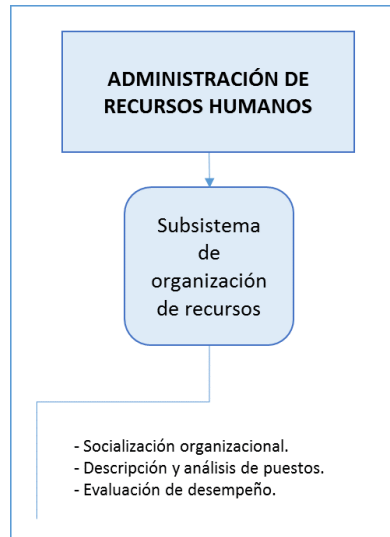 ADMINISTRACIÓN DE
RECURSOS HUMANOS
Subsistema
de
organización
de recursos
- Socialización organizacional.
- Descripción y análisis de puestos.
- Evaluación de desempeño.